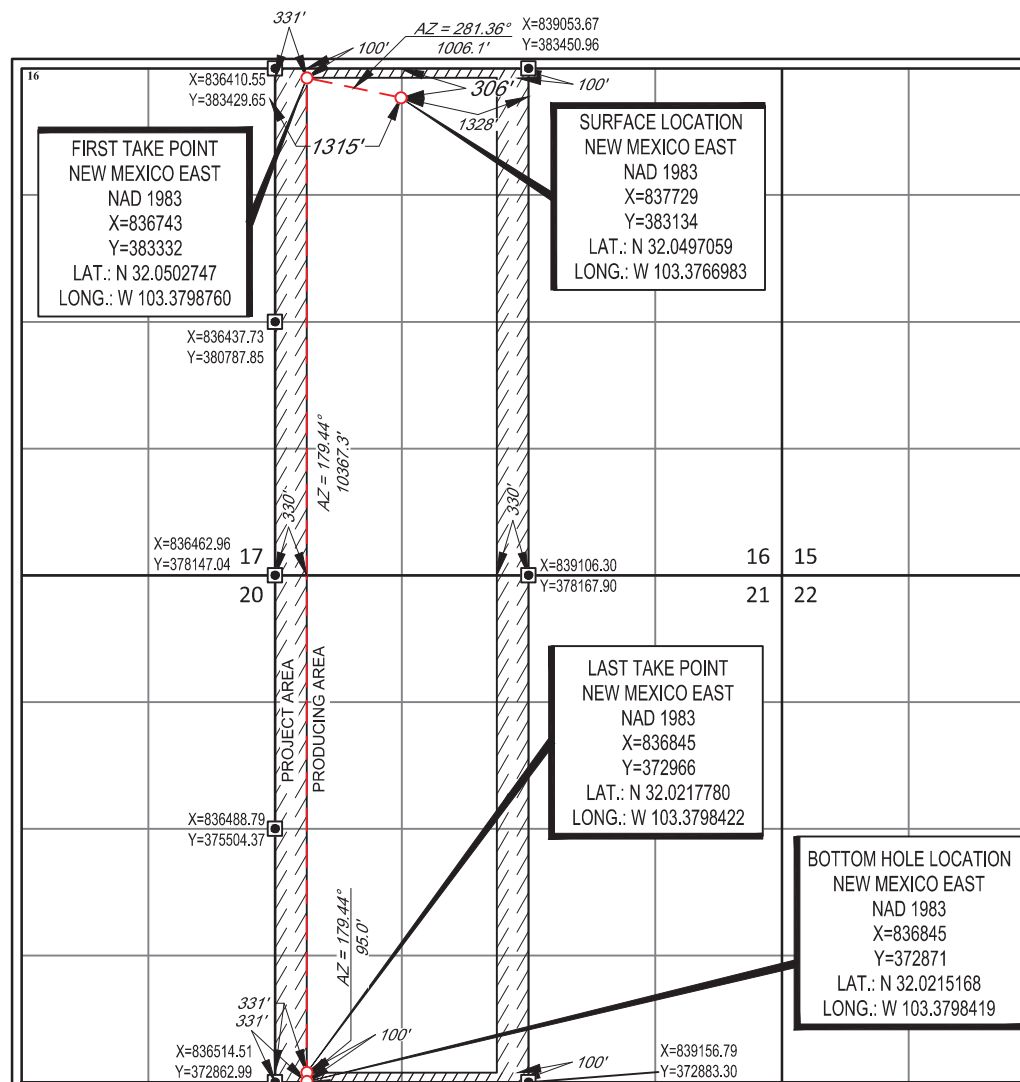 331'
AZ = 281.36°
1006.1'
X=839053.67
Y=383450.96
100'
16
X=836410.55
Y=383429.65
306'
100'
1328'
1315'
FIRST TAKE POINT
NEW MEXICO EAST
NAD 1983
X=836743
Y=383332
LAT.: N 32.0502747
LONG.: W 103.3798760
SURFACE LOCATION
NEW MEXICO EAST
NAD 1983
X=837729
Y=383134
LAT.: N 32.0497059
LONG.: W 103.3766983
X=836437.73
Y=380787.85
AZ = 179.44°
10367.3'
330'
330'
X=836462.96
Y=378147.04
17
20
X=839106.30
Y=378167.90
16
15
21
22
PROJECT AREA
PRODUCING AREA
LAST TAKE POINT
NEW MEXICO EAST
NAD 1983
X=836845
Y=372966
LAT.: N 32.0217780
LONG.: W 103.3798422
X=836488.79
Y=375504.37
BOTTOM HOLE LOCATION
NEW MEXICO EAST
NAD 1983
X=836845
Y=372871
LAT.: N 32.0215168
LONG.: W 103.3798419
AZ = 179.44°
95.0'
331'
331'
100'
X=836514.51
Y=372862.99
100'
X=839156.79
Y=372883.30